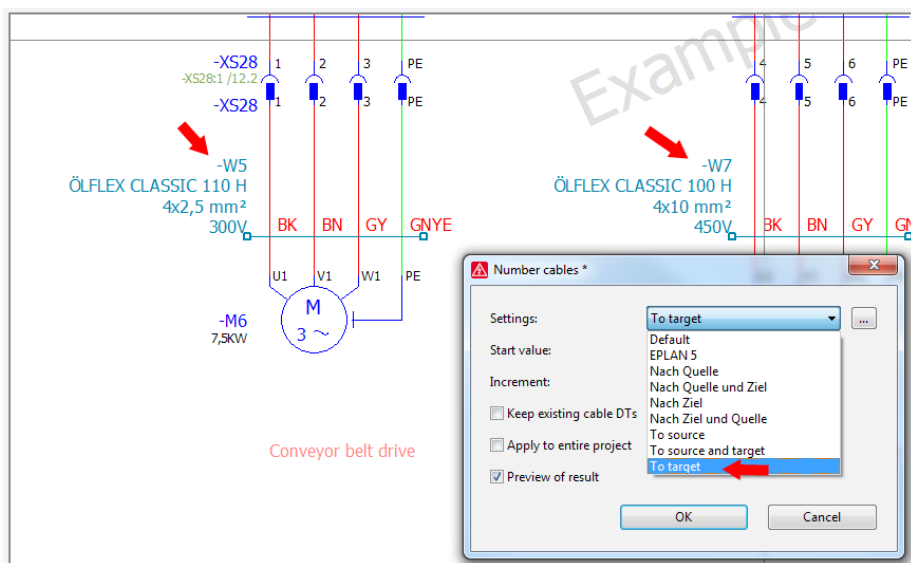 Example
-XS28 1 2 3 PE
-XS28:1 /12.2
-XS28 1 2 3 PE
4 5 6 PE
4 5 6 PE
-W5
ÖLFLEX CLASSIC 110 H
4x2,5 mm²
300V BK BN GY GNYE
-W7
ÖLFLEX CLASSIC 100 H
4x10 mm²
450V BK BN GY
U1 V1 W1 PE
M
3 ~
-M6
7,5KW
Conveyor belt drive
Number cables *
Settings: To target ...
Default
EPLAN 5
Nach Quelle
Nach Quelle und Ziel
Nach Ziel
Nach Ziel und Quelle
To source
To source and target
To target
Start value:
Increment:
Keep existing cable DTs
Apply to entire project
Preview of result
OK Cancel